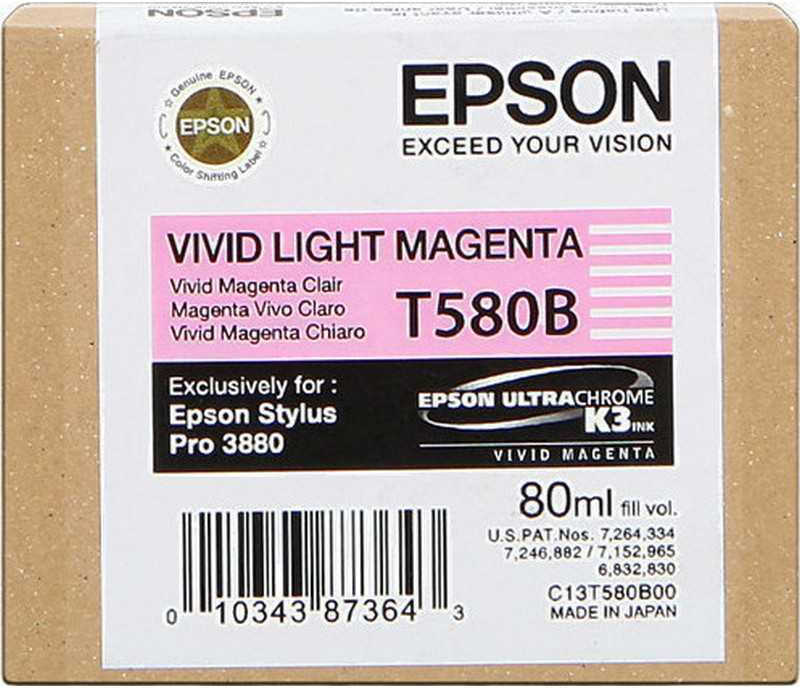 EPSON
Genuine EPSON
EPSON
Color Shifting Label
EPSON
EXCEED YOUR VISION
VIVID LIGHT MAGENTA
Vivid Magenta Clair
Magenta Vivo Claro
Vivid Magenta Chiaro
T580B
Exclusively for :
Epson Stylus
Pro 3880
EPSON ULTRACHROME
K3 INK
VIVID MAGENTA
80ml fill vol.
U.S.PAT.Nos. 7,264,334
7,246,882 / 7,152,965
6,832,830
C13T580B00
MADE IN JAPAN
0 10343 87364 3